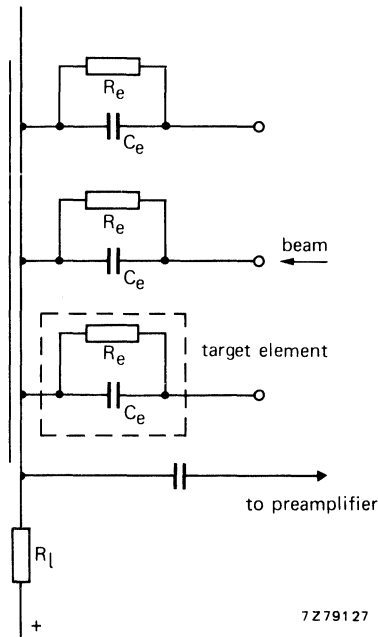 Re
Ce
Re
beam
Ce
Re
target element
Ce
to preamplifier
Rl
+
7Z79127